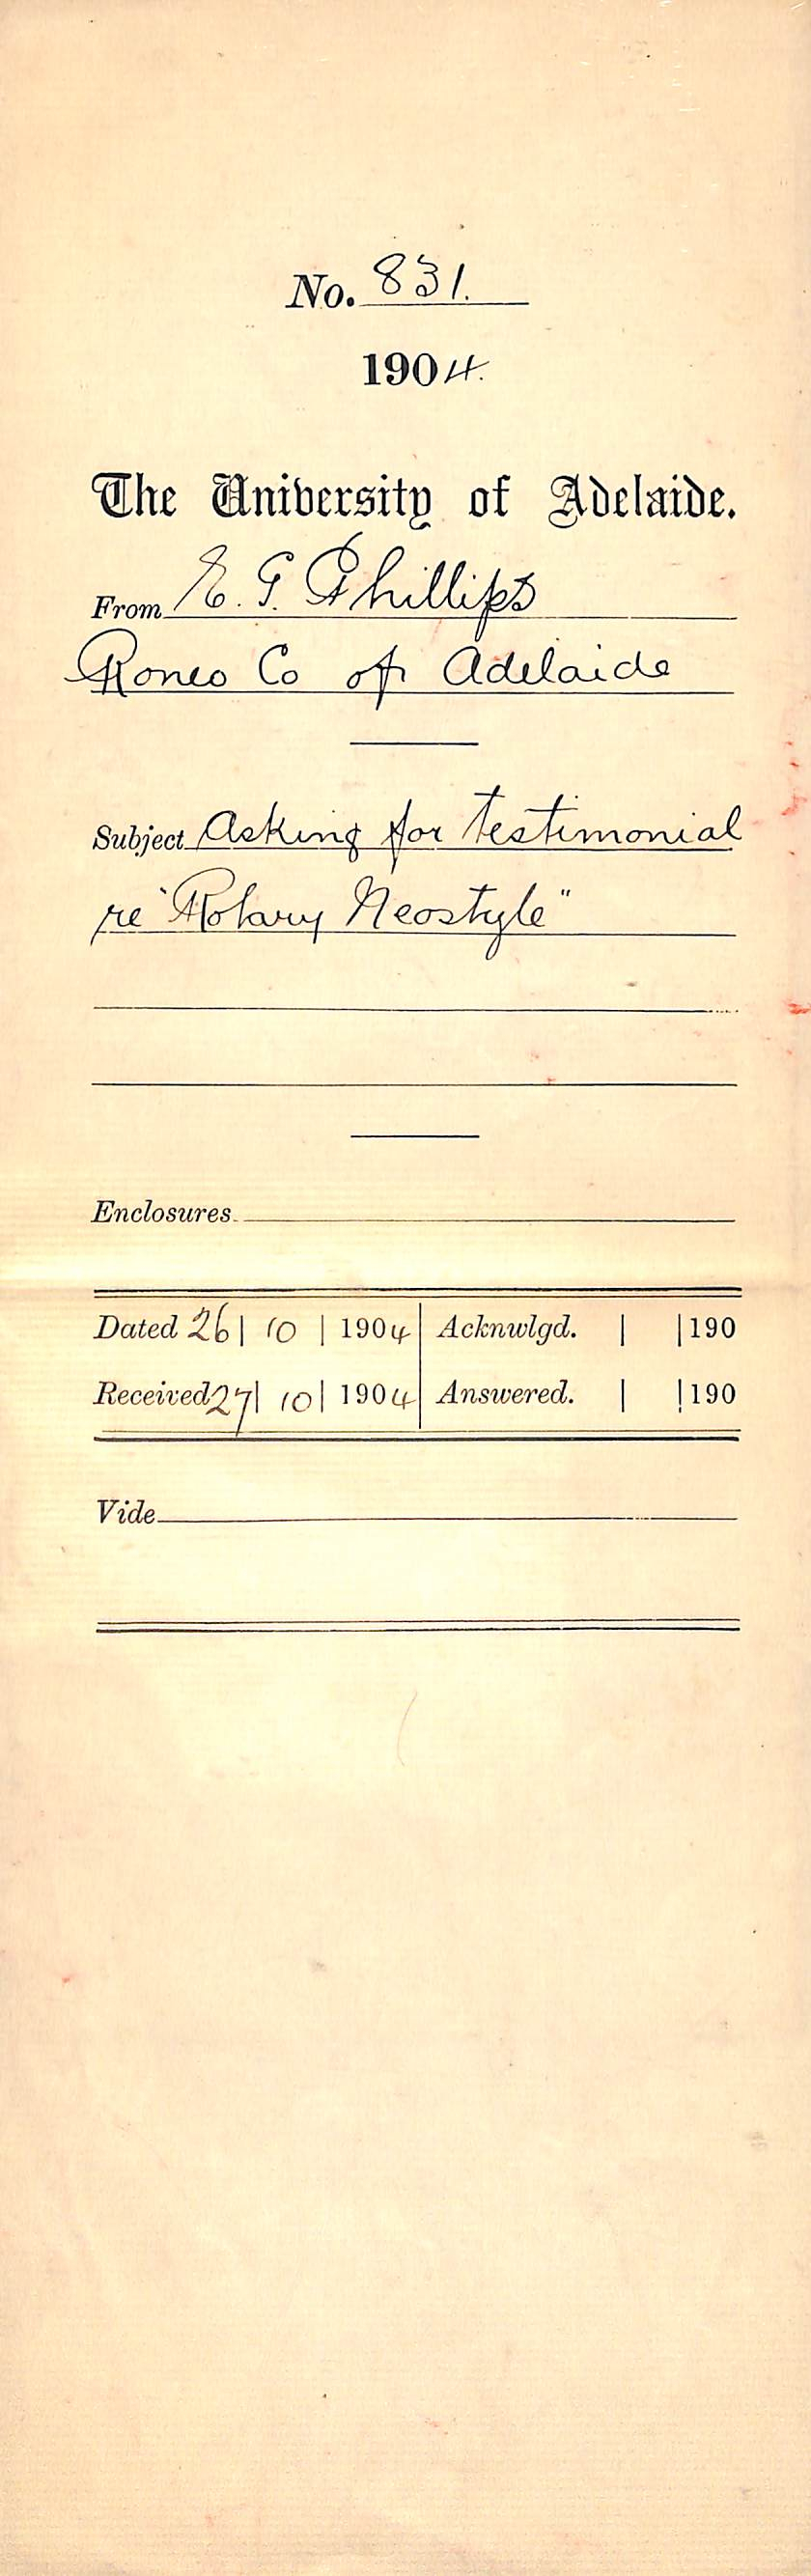 No. 831.
1904.
The University of Adelaide.
From E. G. Phillips
Roneo Co of Adelaide
Subject Asking for Testimonial
re "Rotary Neostyle"
Enclosures
Dated 26 | 10 | 1904 | Acknwlgd. | | 190
Received 27 | 10 | 1904 | Answered. | | 190
Vide